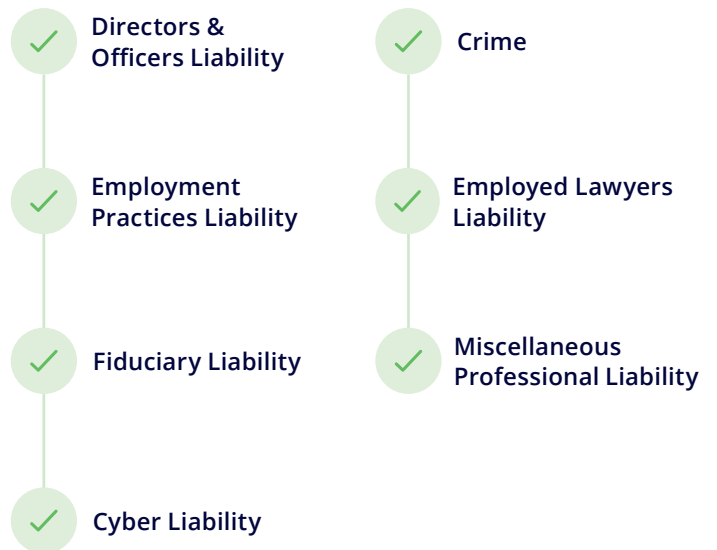 Directors &
Officers Liability
Employment
Practices Liability
Fiduciary Liability
Cyber Liability
Crime
Employed Lawyers
Liability
Miscellaneous
Professional Liability